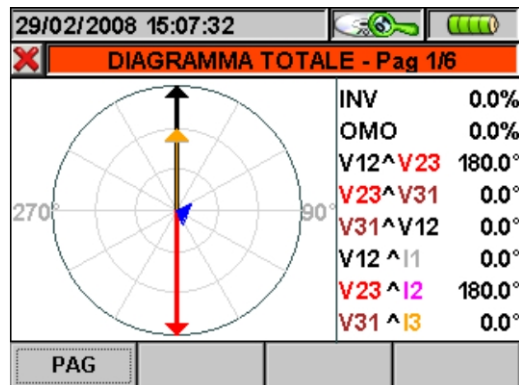 29/02/2008 15:07:32
DIAGRAMMA TOTALE - Pag 1/6
INV 0.0%
OMO 0.0%
V12^V23 180.0°
V23^V31 0.0°
V31^V12 0.0°
V12 ^I1 0.0°
V23 ^I2 180.0°
V31 ^I3 0.0°
270°
90°
PAG